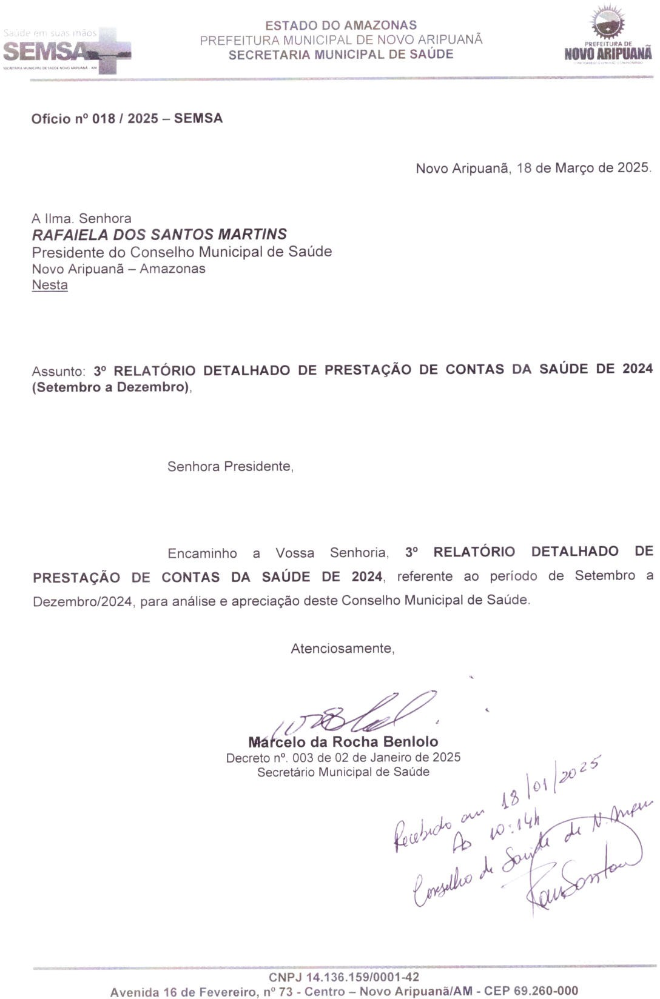 Saúde em suas mãos
SEMSA
SECRETARIA MUNICIPAL DE SAÚDE NOVO ARIPUANÃ - AM
ESTADO DO AMAZONAS
PREFEITURA MUNICIPAL DE NOVO ARIPUANÃ
SECRETARIA MUNICIPAL DE SAÚDE
PREFEITURA DE
NOVO ARIPUANÃ
Ofício nº 018 / 2025 – SEMSA
Novo Aripuanã, 18 de Março de 2025.
A Ilma. Senhora
RAFAIELA DOS SANTOS MARTINS
Presidente do Conselho Municipal de Saúde
Novo Aripuanã – Amazonas
Nesta
Assunto: 3º RELATÓRIO DETALHADO DE PRESTAÇÃO DE CONTAS DA SAÚDE DE 2024
(Setembro a Dezembro),
Senhora Presidente,
Encaminho a Vossa Senhoria, 3º RELATÓRIO DETALHADO DE
PRESTAÇÃO DE CONTAS DA SAÚDE DE 2024, referente ao período de Setembro a
Dezembro/2024, para análise e apreciação deste Conselho Municipal de Saúde.
Atenciosamente,
Marcelo da Rocha Benlolo
Decreto nº. 003 de 02 de Janeiro de 2025
Secretário Municipal de Saúde
Recebido em 18/01/2025
As 10:14h
Conselho de Saúde de N.
CNPJ 14.136.159/0001-42
Avenida 16 de Fevereiro, nº 73 - Centro – Novo Aripuanã/AM - CEP 69.260-000